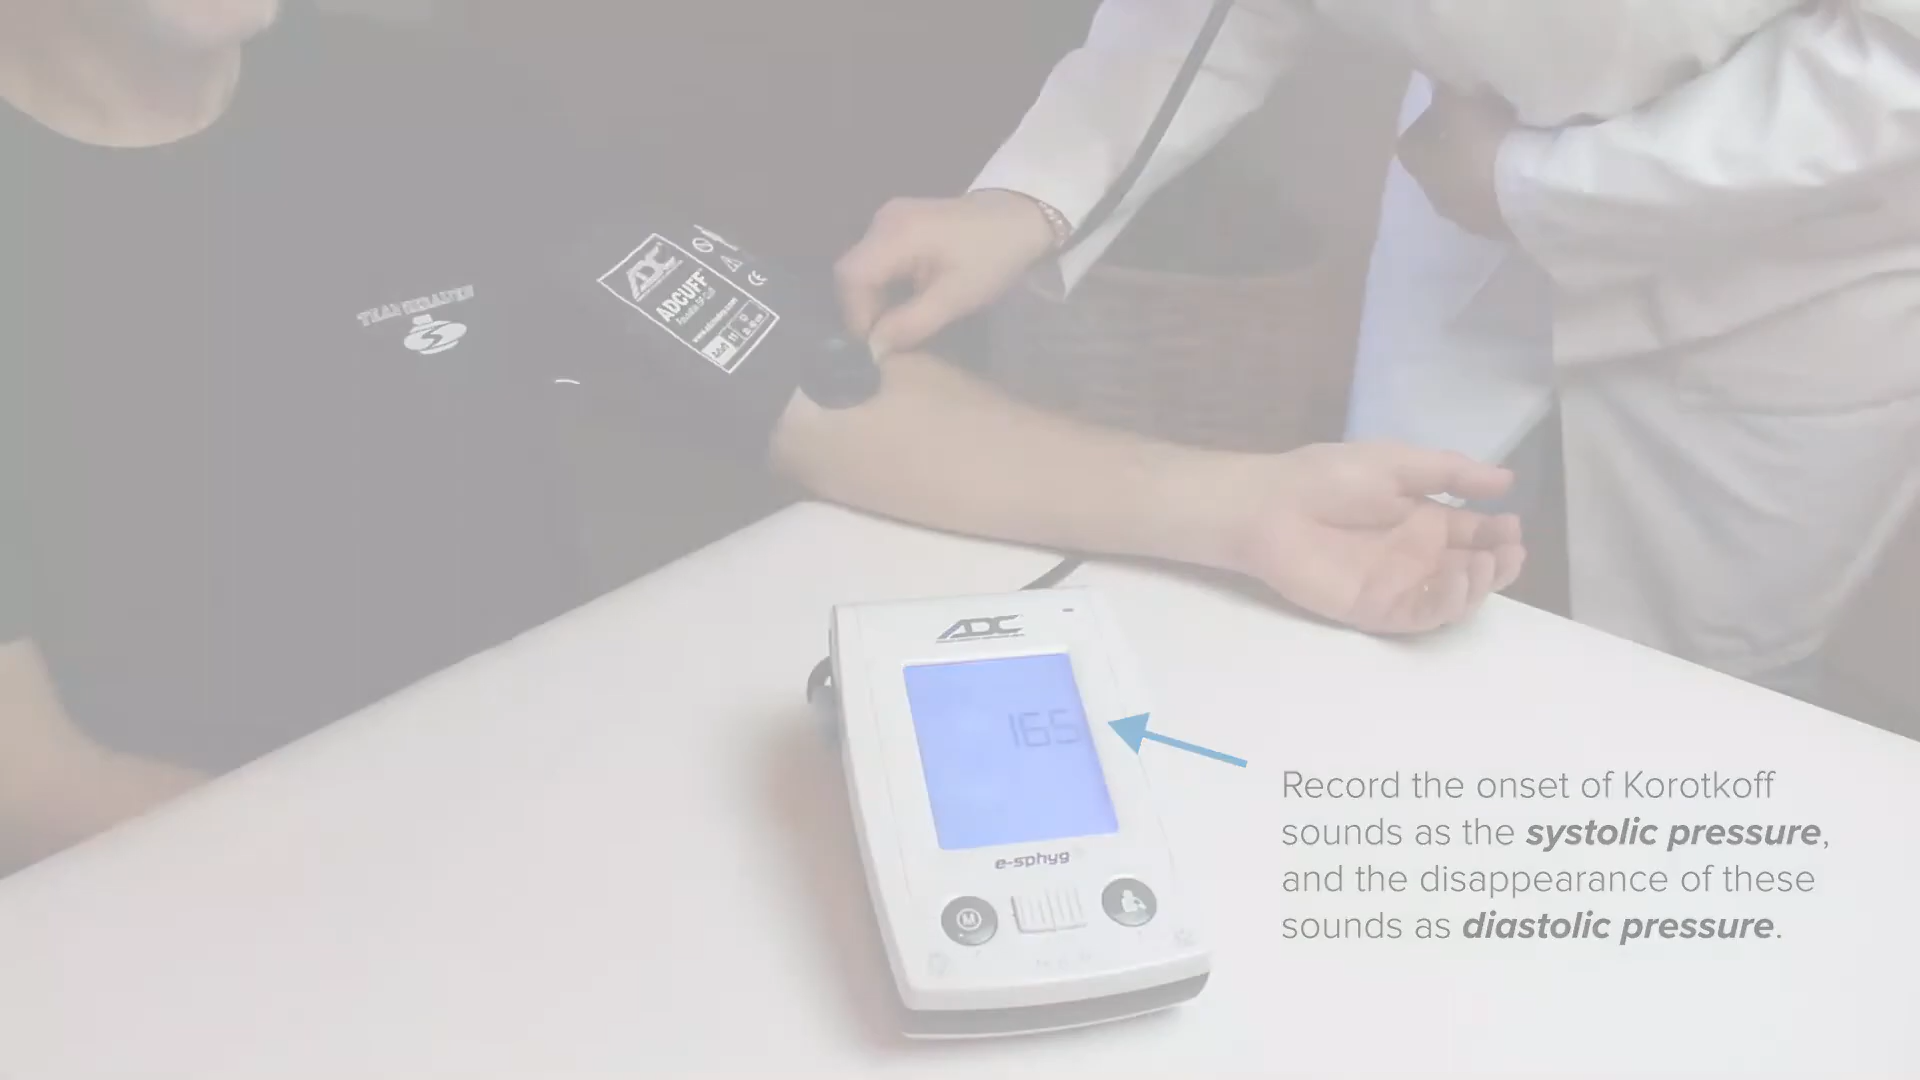 ADC
ADCUFF
TEAM
ADC
165
e-sphyg
M
Record the onset of Korotkoff
sounds as the systolic pressure,
and the disappearance of these
sounds as diastolic pressure.